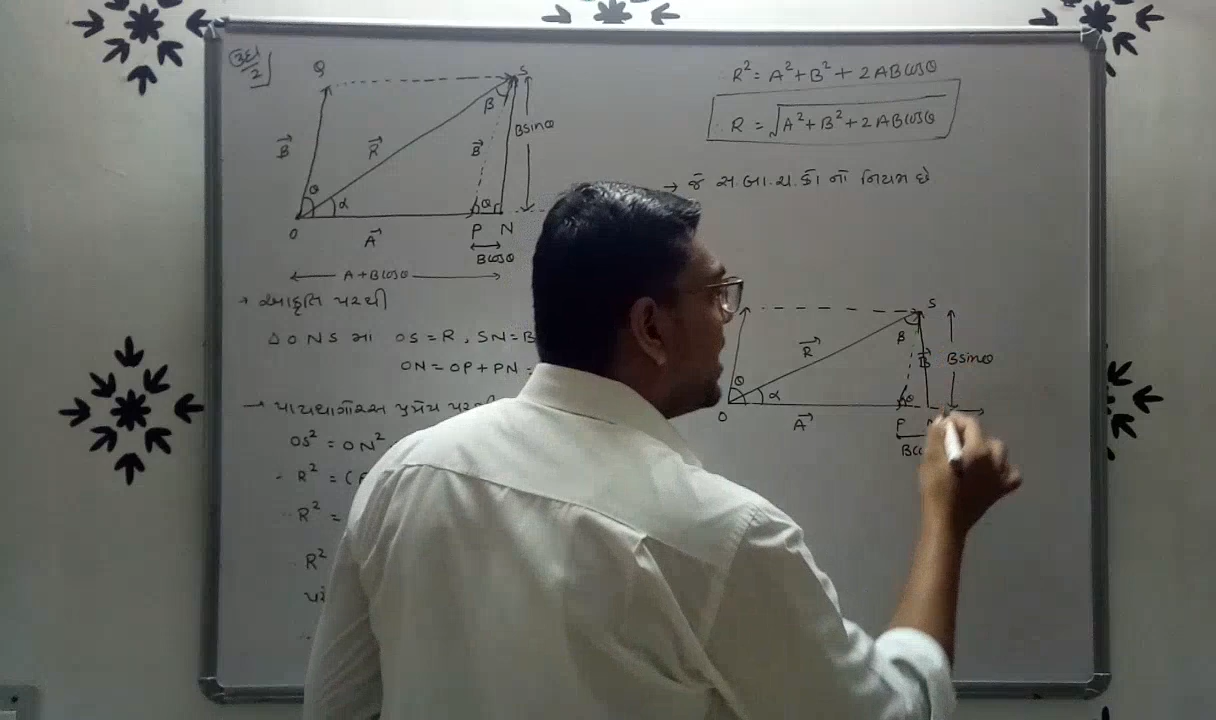 ઉદા/2
Q S
β
B⃗ R⃗ B⃗ Bsinθ
θ α θ
O A⃗ P N
Bcosθ
A+Bcosθ
→ આકૃતિ પરથી
△ONS માં OS=R, SN=B
ON=OP+PN=
→ પાયથાગોરસ પ્રમેય પરથી
OS² = ON²
∴ R² = (A
R² =
R²
R² = A²+B²+2ABcosθ
R = √A²+B²+2ABcosθ
→ જે સ.બા.ચ.કો નો નિયમ છે
S
β
R⃗ B⃗ Bsinθ
θ α θ
O A⃗ P